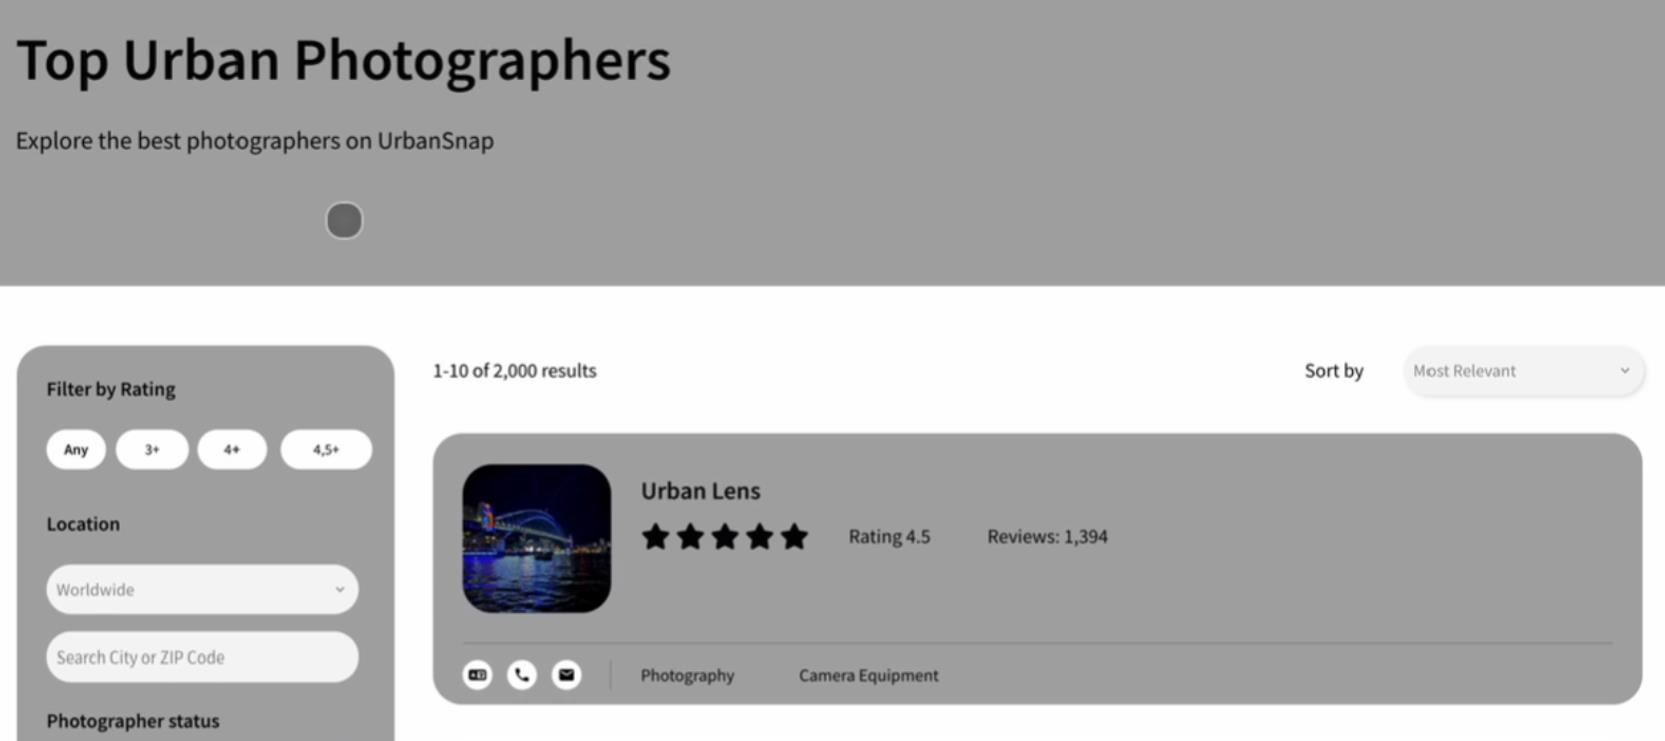 Top Urban Photographers
Explore the best photographers on UrbanSnap
Filter by Rating
Any 3+ 4+ 4,5+
Location
Worldwide
Search City or ZIP Code
Photographer status
1-10 of 2,000 results
Sort by Most Relevant
Urban Lens
Rating 4.5 Reviews: 1,394
Photography Camera Equipment